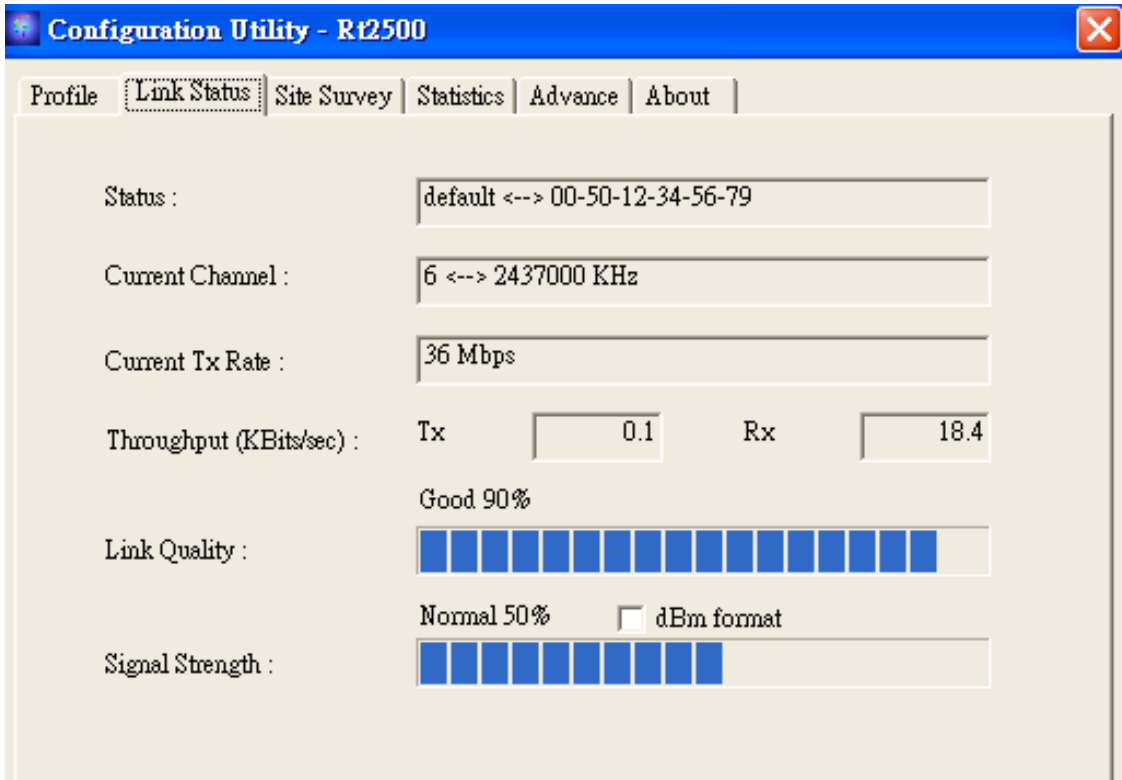 Configuration Utility - Rt2500
Profile Link Status Site Survey Statistics Advance About
Status : default <--> 00-50-12-34-56-79
Current Channel : 6 <--> 2437000 KHz
Current Tx Rate : 36 Mbps
Throughput (KBits/sec) : Tx 0.1 Rx 18.4
Good 90%
Link Quality :
Normal 50% dBm format
Signal Strength :